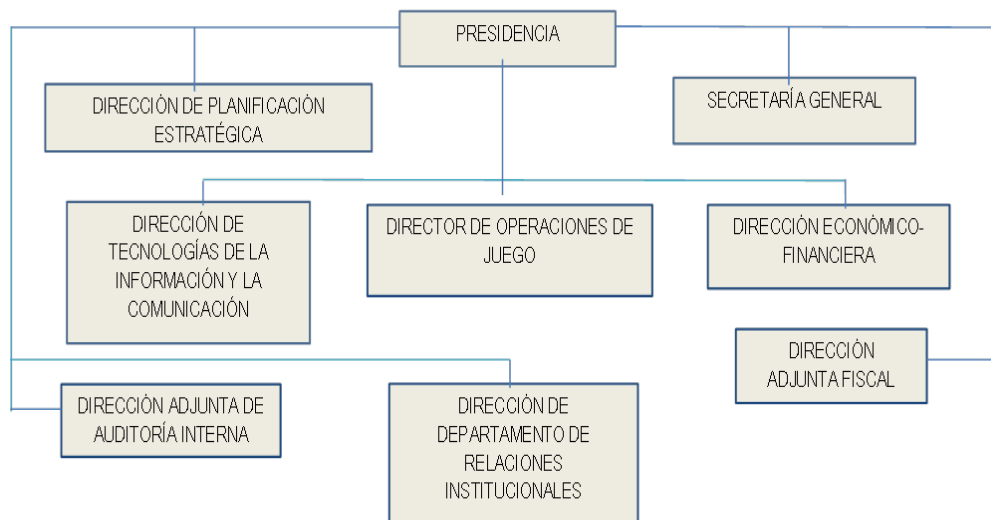 PRESIDENCIA
DIRECCIÓN DE PLANIFICACIÓN
ESTRATÉGICA
SECRETARÍA GENERAL
DIRECCIÓN DE
TECNOLOGÍAS DE LA
INFORMACIÓN Y LA
COMUNICACIÓN
DIRECTOR DE OPERACIONES DE
JUEGO
DIRECCIÓN ECONÓMICO-
FINANCIERA
DIRECCIÓN
ADJUNTA FISCAL
DIRECCIÓN ADJUNTA DE
AUDITORÍA INTERNA
DIRECCIÓN DE
DEPARTAMENTO DE
RELACIONES
INSTITUCIONALES